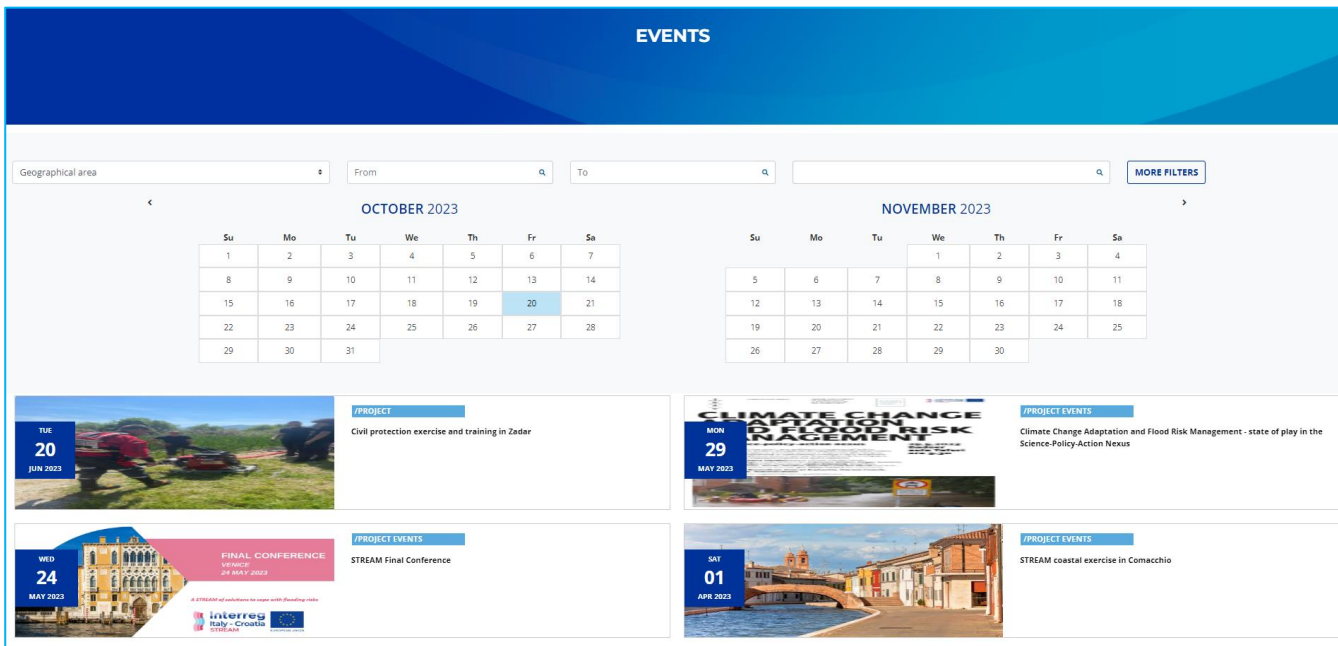 EVENTS
Geographical area
From
To
MORE FILTERS
OCTOBER 2023
Su Mo Tu We Th Fr Sa
1 2 3 4 5 6 7
8 9 10 11 12 13 14
15 16 17 18 19 20 21
22 23 24 25 26 27 28
29 30 31
NOVEMBER 2023
Su Mo Tu We Th Fr Sa
1 2 3 4
5 6 7 8 9 10 11
12 13 14 15 16 17 18
19 20 21 22 23 24 25
26 27 28 29 30
TUE
20
JUN 2023
/PROJECT
Civil protection exercise and training in Zadar
MON
29
MAY 2023
CLIMATE CHANGE
ADAPTATION
FLOOD RISK
/PROJECT EVENTS
Climate Change Adaptation and Flood Risk Management - state of play in the
Science-Policy-Action Nexus
WED
24
MAY 2023
FINAL CONFERENCE
VENICE
24 MAY 2023
A STREAM of solutions to cope with flooding risks
Interreg
Italy - Croatia
STREAM
/PROJECT EVENTS
STREAM Final Conference
SAT
01
APR 2023
/PROJECT EVENTS
STREAM coastal exercise in Comacchio